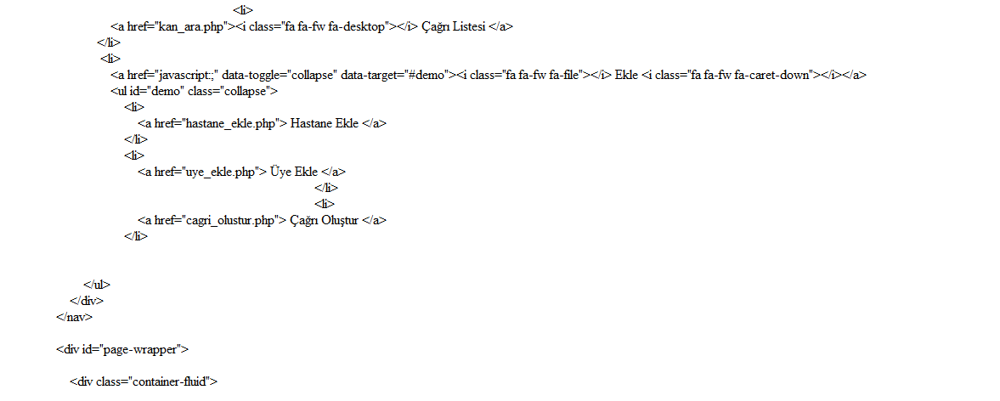 <li>
<a href="kan_ara.php"><i class="fa fa-fw fa-desktop"></i> Çağrı Listesi </a>
</li>
<li>
<a href="javascript:;" data-toggle="collapse" data-target="#demo"><i class="fa fa-fw fa-file"></i> Ekle <i class="fa fa-fw fa-caret-down"></i></a>
<ul id="demo" class="collapse">
<li>
<a href="hastane_ekle.php"> Hastane Ekle </a>
</li>
<li>
<a href="uye_ekle.php"> Üye Ekle </a>
</li>
<li>
<a href="cagri_olustur.php"> Çağrı Oluştur </a>
</li>
</ul>
</div>
</nav>
<div id="page-wrapper">
<div class="container-fluid">